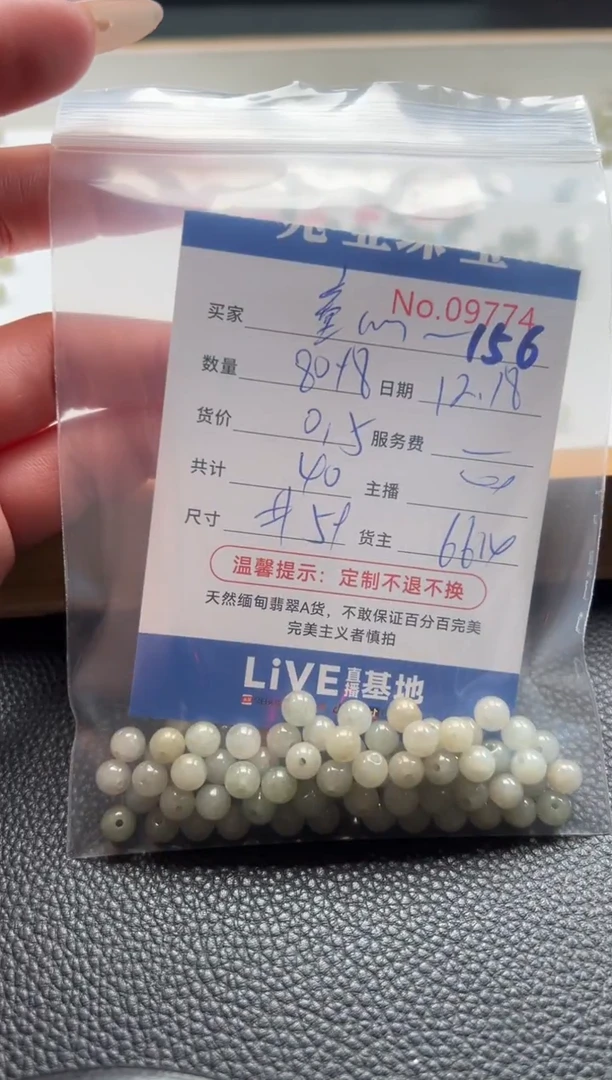 No.09774
买家 童 156
数量 80+8 日期 12.18
货价 0.5 服务费
共计 40 主播
尺寸 货主
温馨提示：定制不退不换
天然缅甸翡翠A货，不敢保证百分百完美
完美主义者慎拍
LiVE直播基地